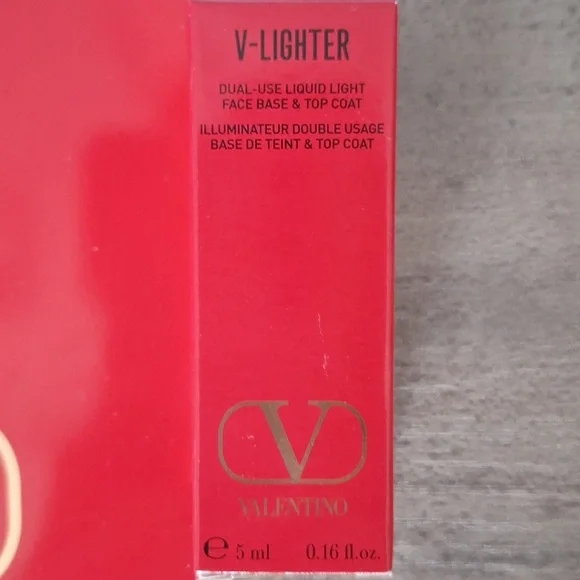 V-LIGHTER
DUAL-USE LIQUID LIGHT
FACE BASE & TOP COAT
ILLUMINATEUR DOUBLE USAGE
BASE DE TEINT & TOP COAT
V
VALENTINO
℮ 5 ml 0.16 fl.oz.